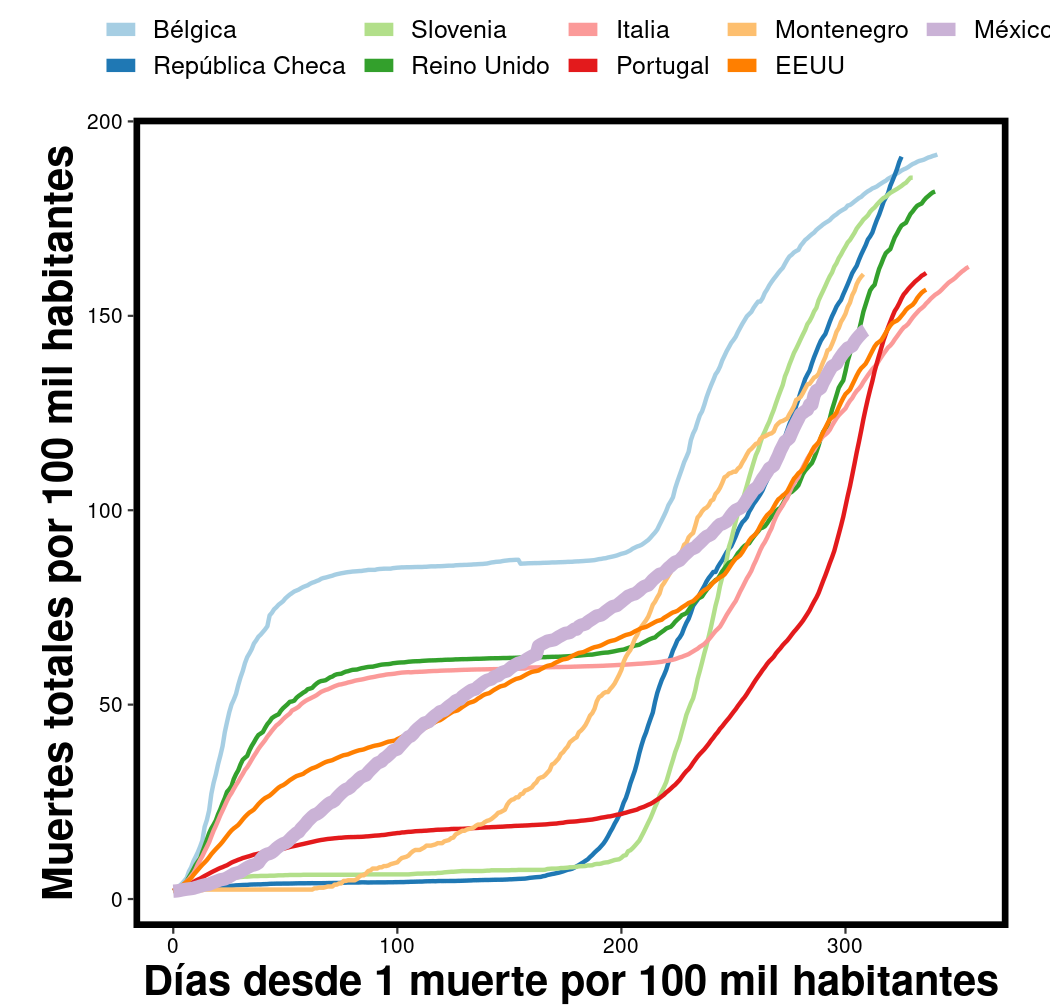 Bélgica Slovenia Italia Montenegro México
República Checa Reino Unido Portugal EEUU
200
150
100
50
0
Muertes totales por 100 mil habitantes
0 100 200 300
Días desde 1 muerte por 100 mil habitantes